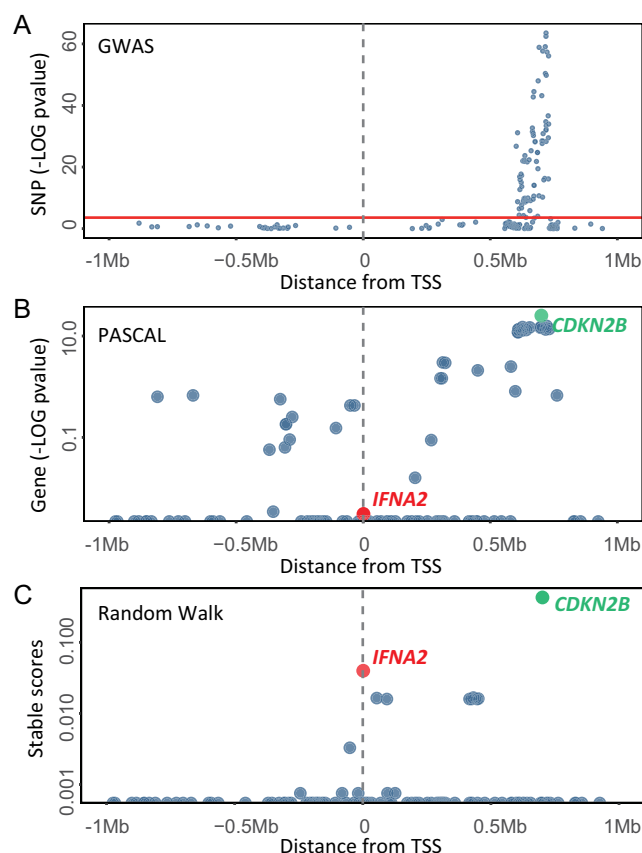 A
GWAS
SNP (-LOG pvalue)
60
40
20
0
-1Mb
−0.5Mb
0
0.5Mb
1Mb
Distance from TSS
B
PASCAL
CDKN2B
Gene (-LOG pvalue)
10.0
0.1
IFNA2
-1Mb
−0.5Mb
0
0.5Mb
1Mb
Distance from TSS
C
Random Walk
CDKN2B
IFNA2
Stable scores
0.100
0.010
0.001
-1Mb
−0.5Mb
0
0.5Mb
1Mb
Distance from TSS